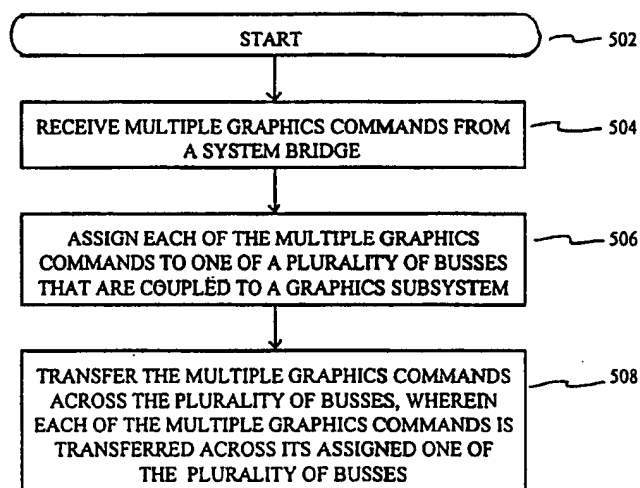 START
502
RECEIVE MULTIPLE GRAPHICS COMMANDS FROM
A SYSTEM BRIDGE
504
ASSIGN EACH OF THE MULTIPLE GRAPHICS
COMMANDS TO ONE OF A PLURALITY OF BUSSES
THAT ARE COUPLED TO A GRAPHICS SUBSYSTEM
506
TRANSFER THE MULTIPLE GRAPHICS COMMANDS
ACROSS THE PLURALITY OF BUSSES, WHEREIN
EACH OF THE MULTIPLE GRAPHICS COMMANDS IS
TRANSFERRED ACROSS ITS ASSIGNED ONE OF
THE PLURALITY OF BUSSES
508